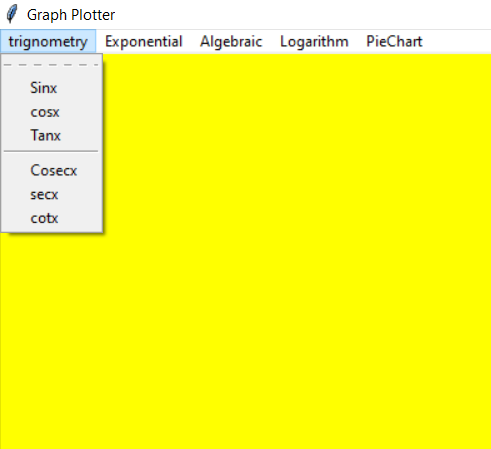 Graph Plotter
trignometry Exponential Algebraic Logarithm PieChart
Sinx
cosx
Tanx
Cosecx
secx
cotx